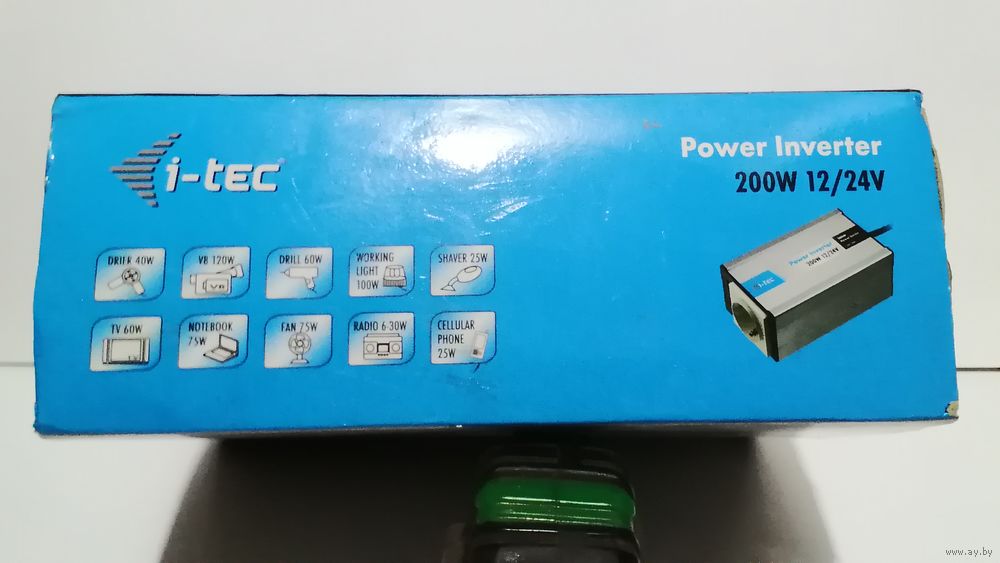 i-tec
Power Inverter
200W 12/24V
DRIER 40W
VB 120W
DRILL 60W
WORKING
LIGHT
100W
SHAVER 25W
TV 60W
NOTEBOOK
75W
FAN 75W
RADIO 6-30W
CELLULAR
PHONE
25W
Power Inverter
200W 12/24V
i-tec
www.ay.by